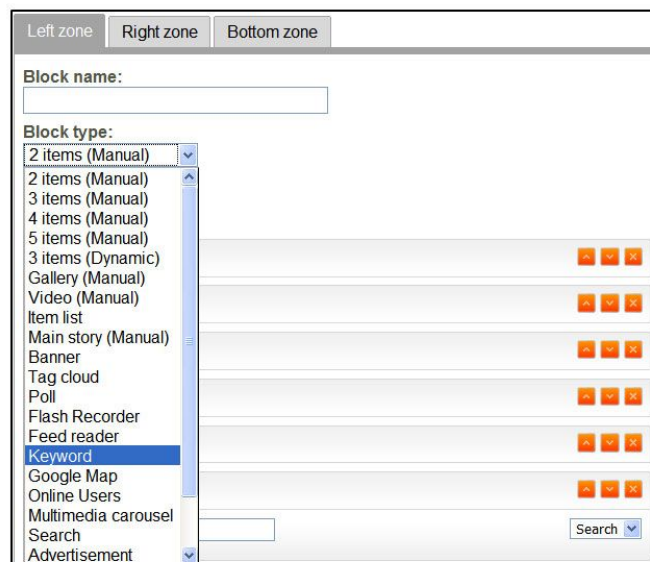 Left zone Right zone Bottom zone
Block name:
Block type:
2 items (Manual)
2 items (Manual)
3 items (Manual)
4 items (Manual)
5 items (Manual)
3 items (Dynamic)
Gallery (Manual)
Video (Manual)
Item list
Main story (Manual)
Banner
Tag cloud
Poll
Flash Recorder
Feed reader
Keyword
Google Map
Online Users
Multimedia carousel
Search Search
Advertisement